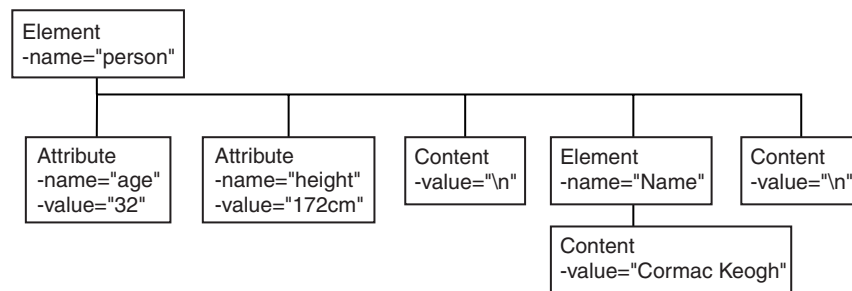 Element
-name="person"
Attribute
-name="age"
-value="32"
Attribute
-name="height"
-value="172cm"
Content
-value="\n"
Element
-name="Name"
Content
-value="\n"
Content
-value="Cormac Keogh"